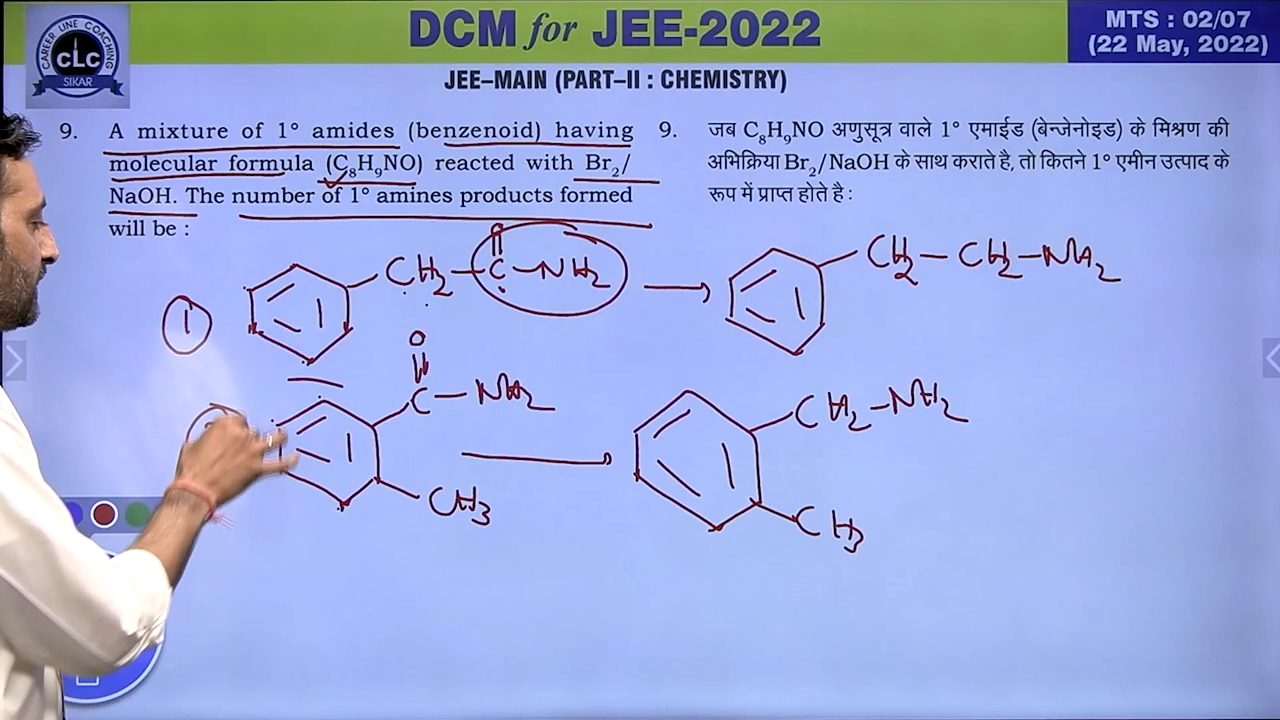 DCM for JEE-2022
MTS : 02/07
(22 May, 2022)
CAREER LINE COACHING
CLC
SIKAR
JEE–MAIN (PART–II : CHEMISTRY)
9. A mixture of 1° amides (benzenoid) having
molecular formula (C₈H₉NO) reacted with Br₂/
NaOH. The number of 1° amines products formed
will be :
9. जब C₈H₉NO अणुसूत्र वाले 1° एमाईड (बेन्जेनोइड) के मिश्रण की
अभिक्रिया Br₂/NaOH के साथ कराते है, तो कितने 1° एमीन उत्पाद के
रूप में प्राप्त होते है :
① CH₂–C–NH₂ → CH₂–CH₂–NH₂
O
C–NH₂ → CH₂–NH₂
CH₃ CH₃